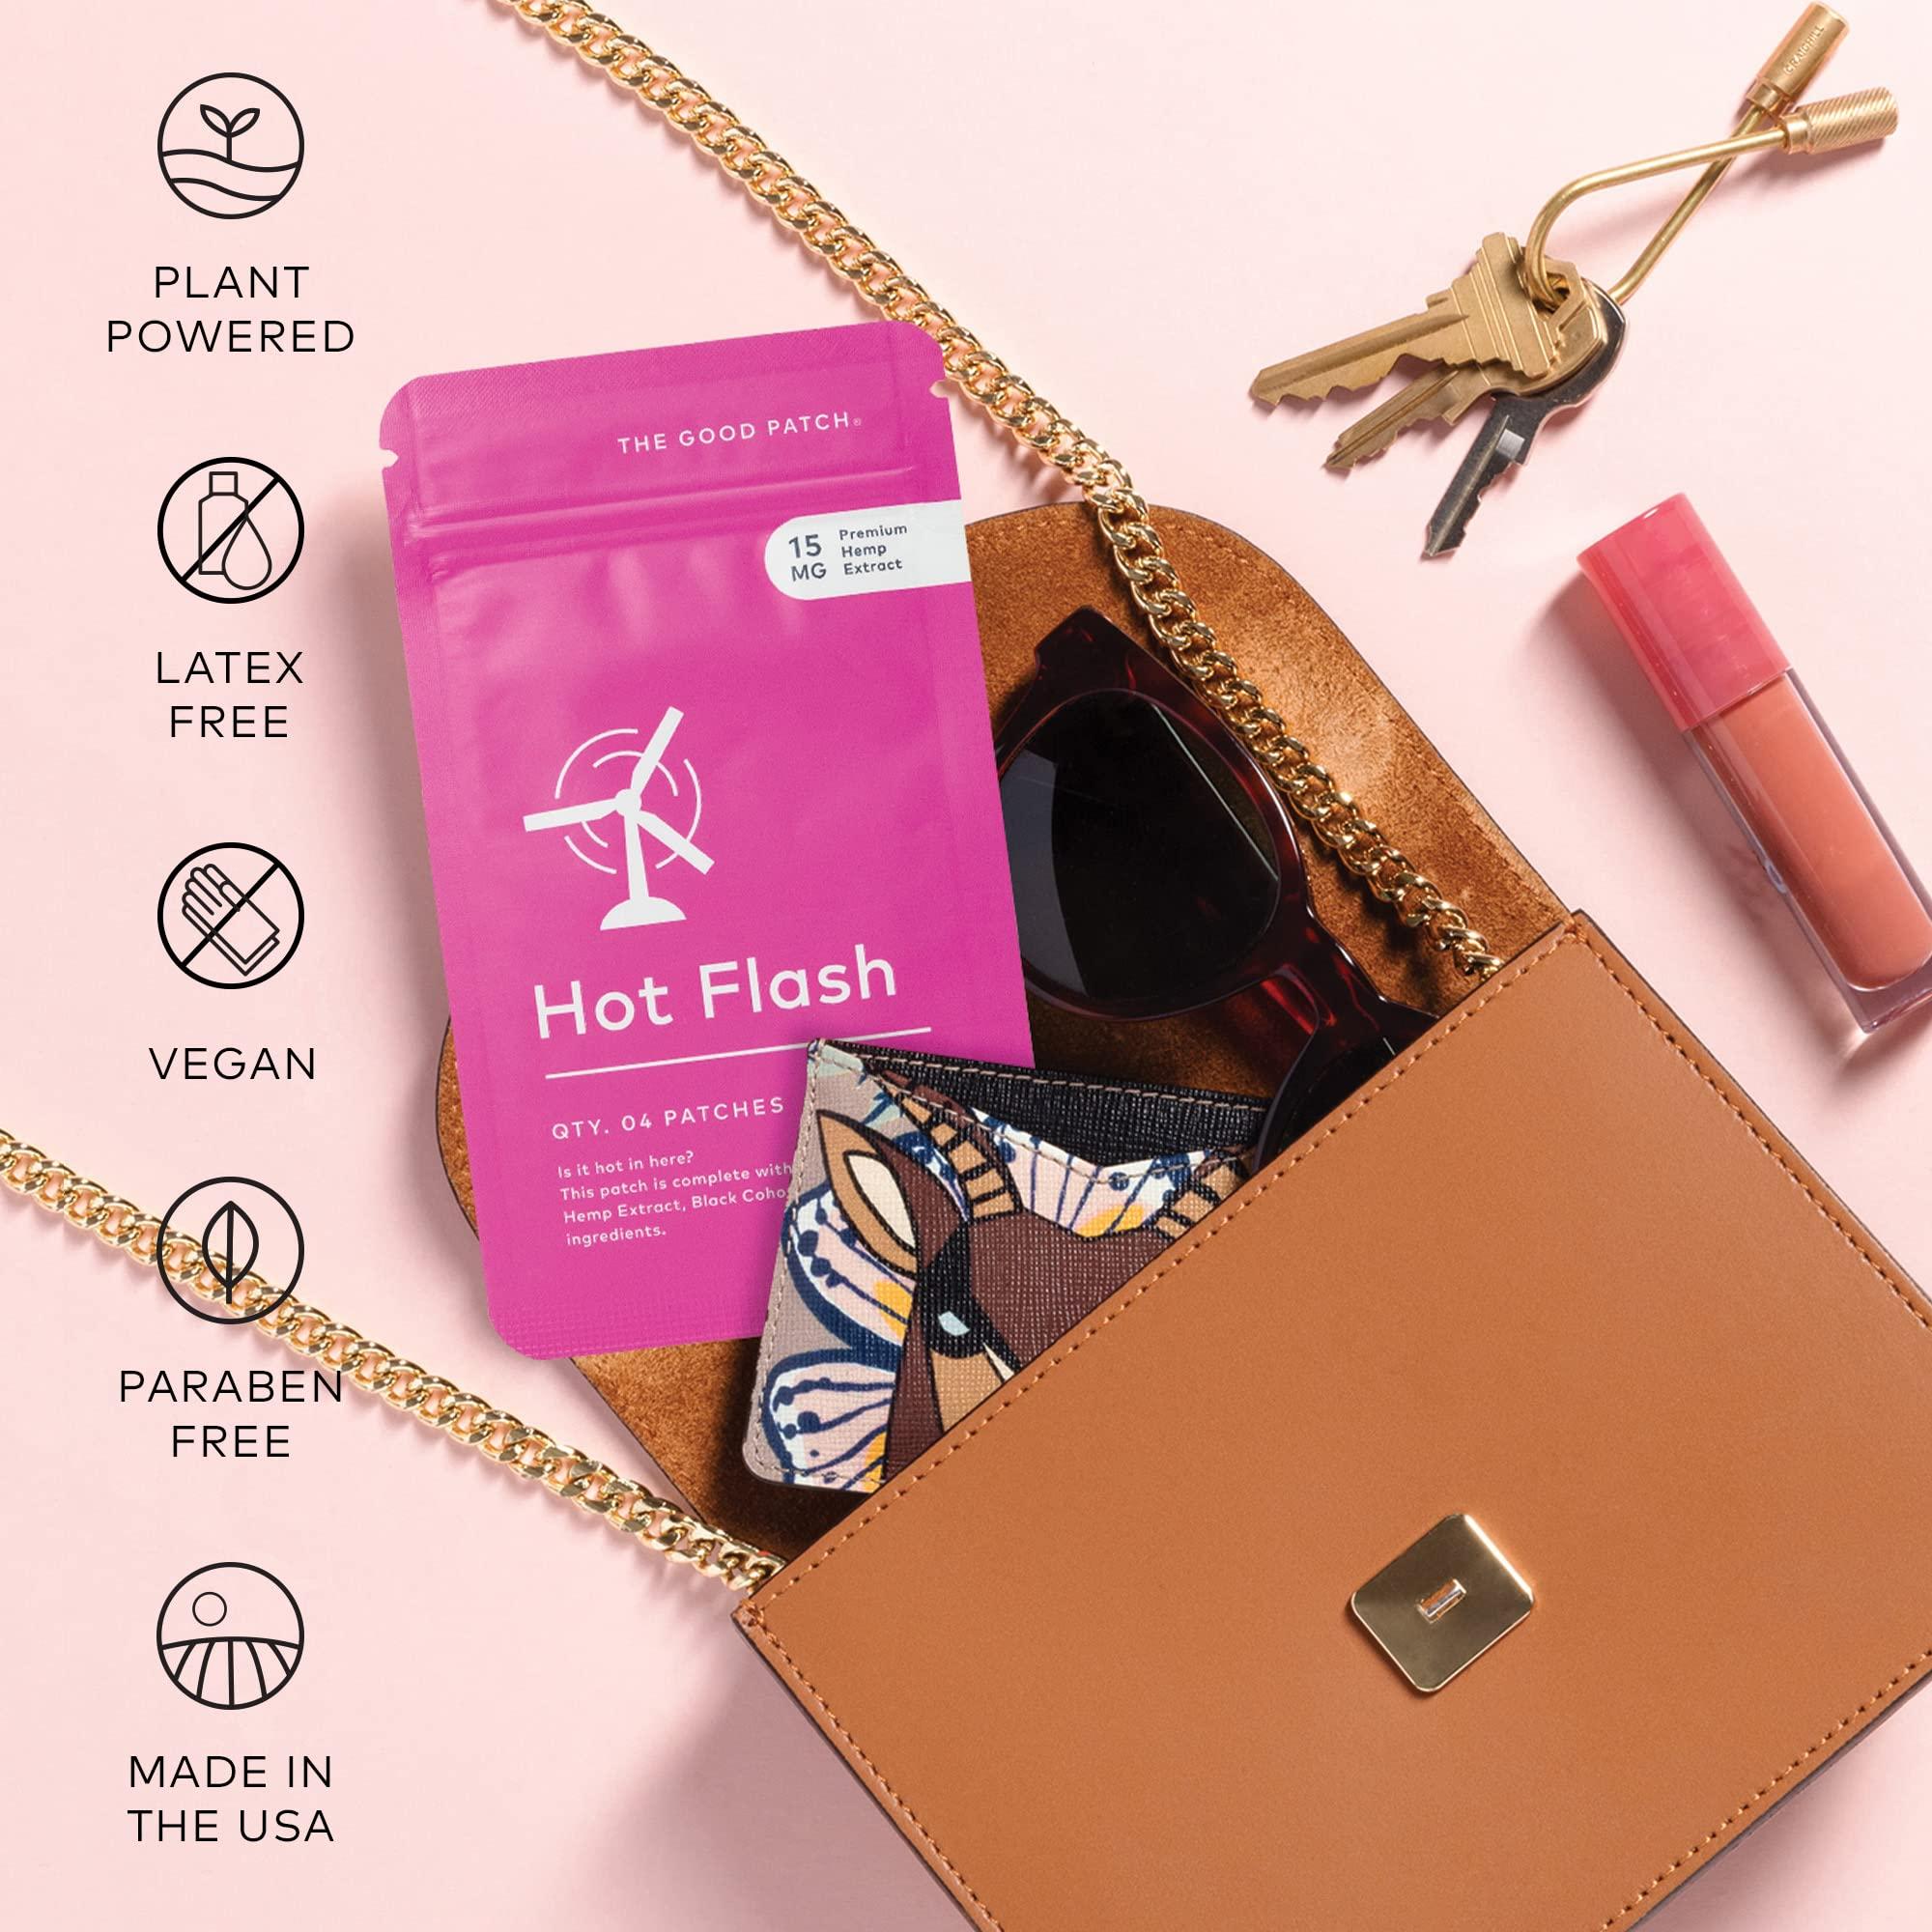 PLANT
POWERED
LATEX
FREE
VEGAN
PARABEN
FREE
MADE IN
THE USA
THE GOOD PATCH®
15
MG
Premium
Hemp
Extract
Hot Flash
QTY. 04 PATCHES
Is it hot in here?
This patch is complete with
Hemp Extract, Black Coho
ingredients.
CRAIGHILL